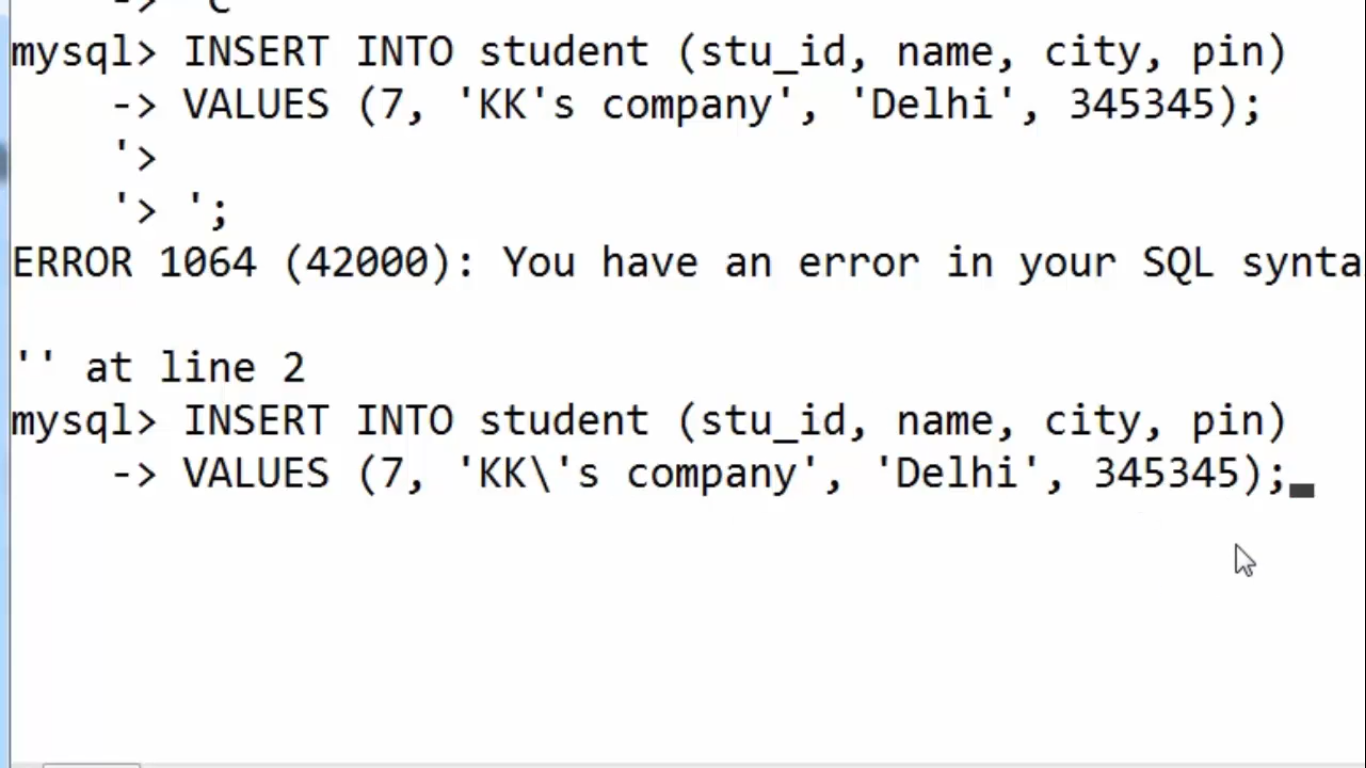 -> 'C
mysql> INSERT INTO student (stu_id, name, city, pin)
-> VALUES (7, 'KK's company', 'Delhi', 345345);
'>
'> ';
ERROR 1064 (42000): You have an error in your SQL synta
'' at line 2
mysql> INSERT INTO student (stu_id, name, city, pin)
-> VALUES (7, 'KK\'s company', 'Delhi', 345345);